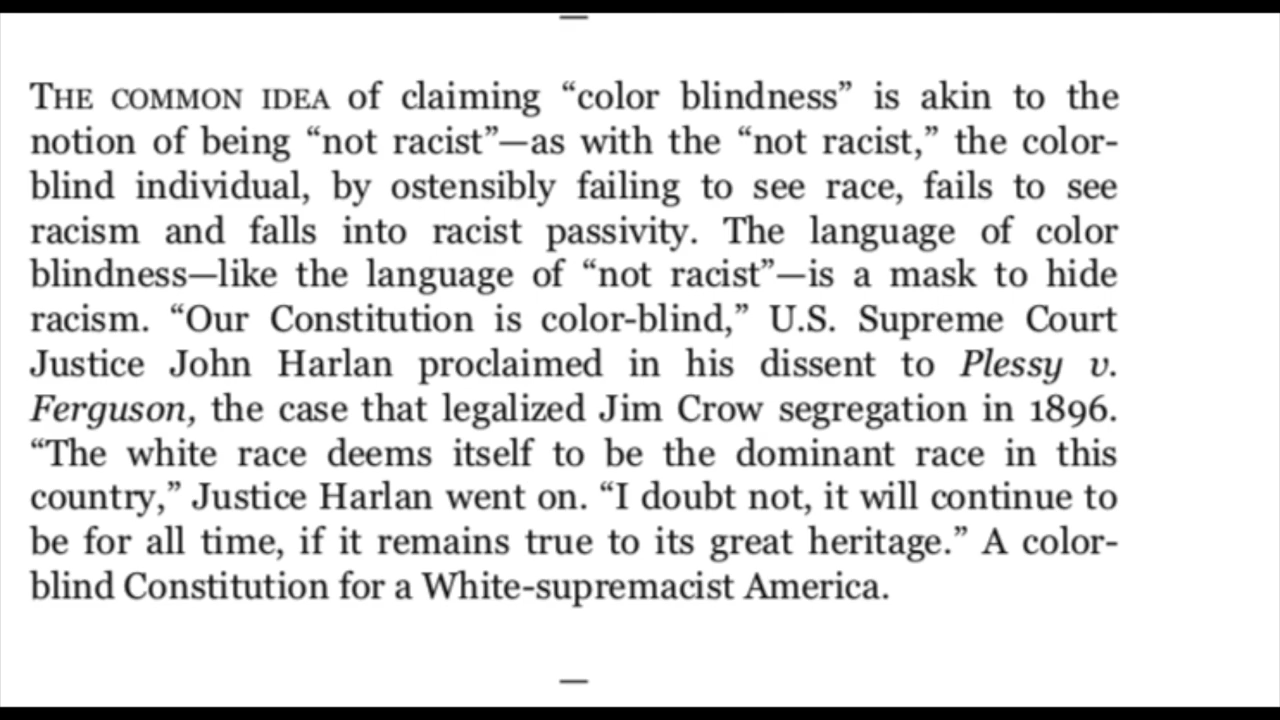 THE COMMON IDEA of claiming “color blindness” is akin to the
notion of being “not racist”—as with the “not racist,” the color-
blind individual, by ostensibly failing to see race, fails to see
racism and falls into racist passivity. The language of color
blindness—like the language of “not racist”—is a mask to hide
racism. “Our Constitution is color-blind,” U.S. Supreme Court
Justice John Harlan proclaimed in his dissent to Plessy v.
Ferguson, the case that legalized Jim Crow segregation in 1896.
“The white race deems itself to be the dominant race in this
country,” Justice Harlan went on. “I doubt not, it will continue to
be for all time, if it remains true to its great heritage.” A color-
blind Constitution for a White-supremacist America.